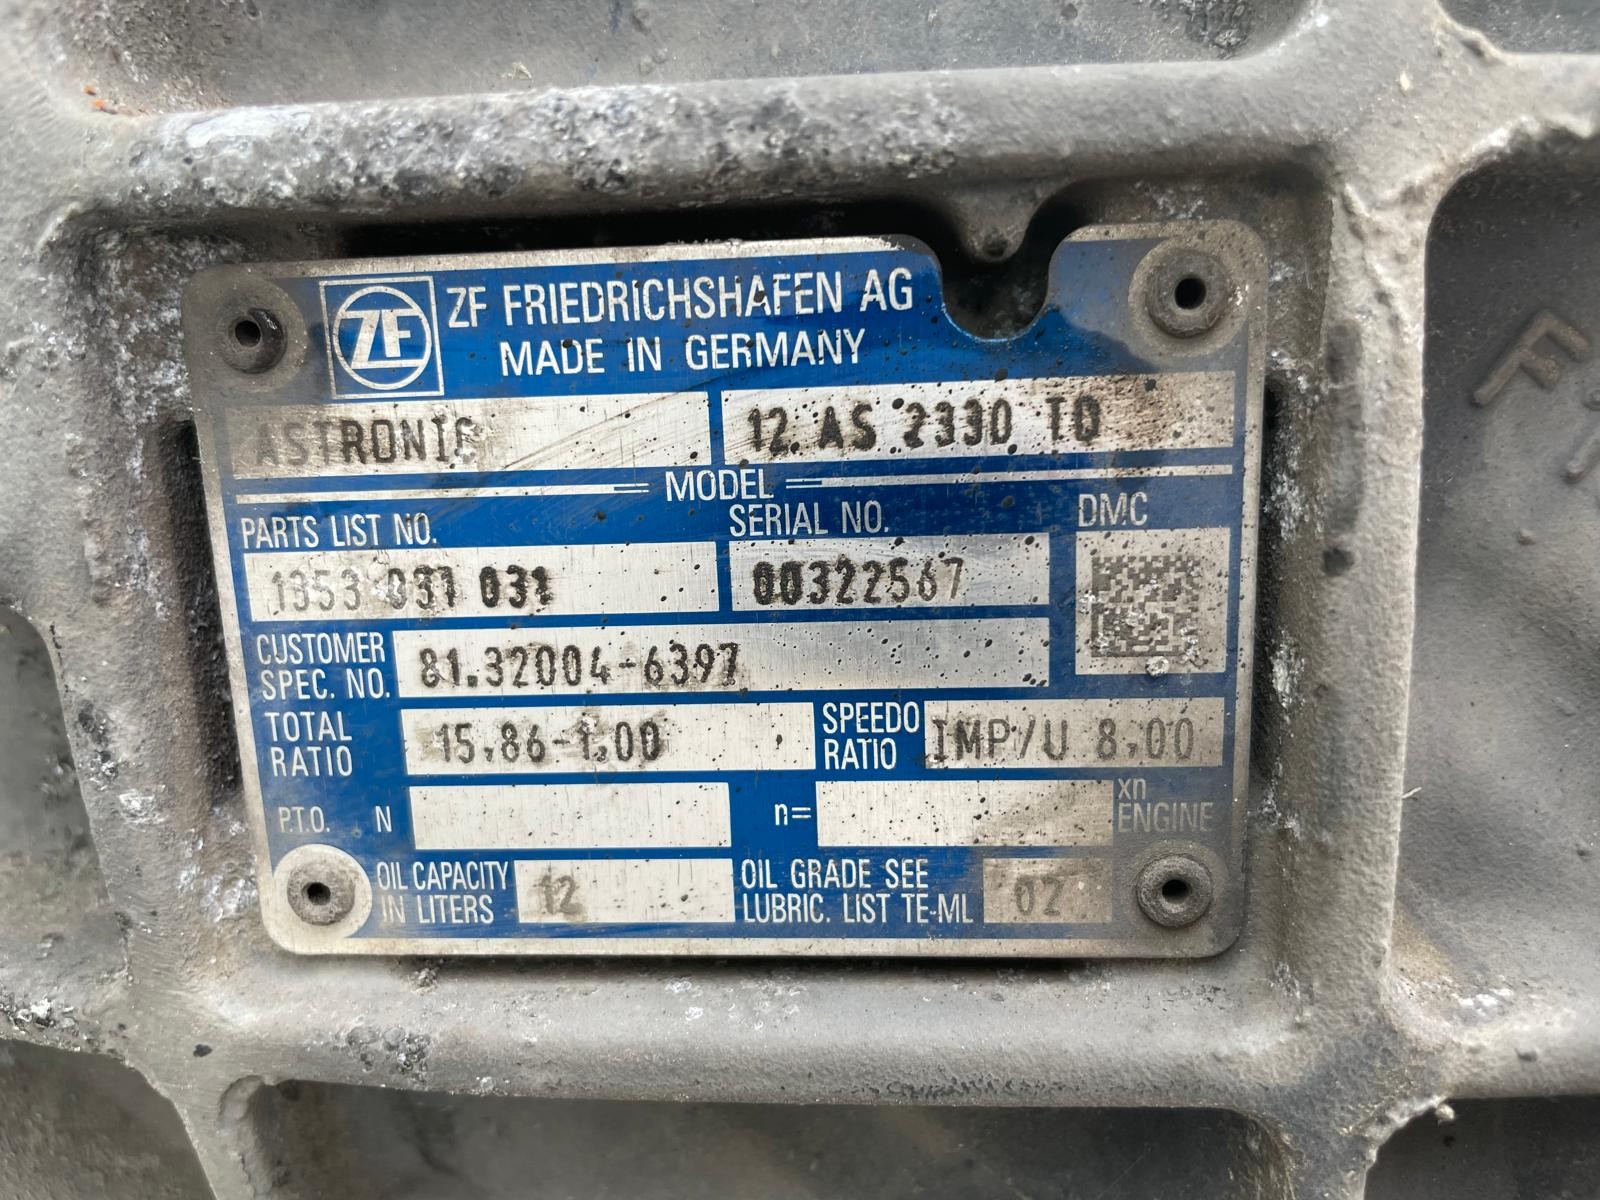 ZF ZF FRIEDRICHSHAFEN AG
MADE IN GERMANY
ASTRONIC 12 AS 2330 TO
MODEL
PARTS LIST NO. SERIAL NO. DMC
1353 031 031 00322567
CUSTOMER SPEC. NO. 81.32004-6397
TOTAL RATIO 15.86-1.00 SPEEDO RATIO IMP/U 8.00
P.T.O. N n= xn ENGINE
OIL CAPACITY IN LITERS 12 OIL GRADE SEE LUBRIC. LIST TE-ML 02
F